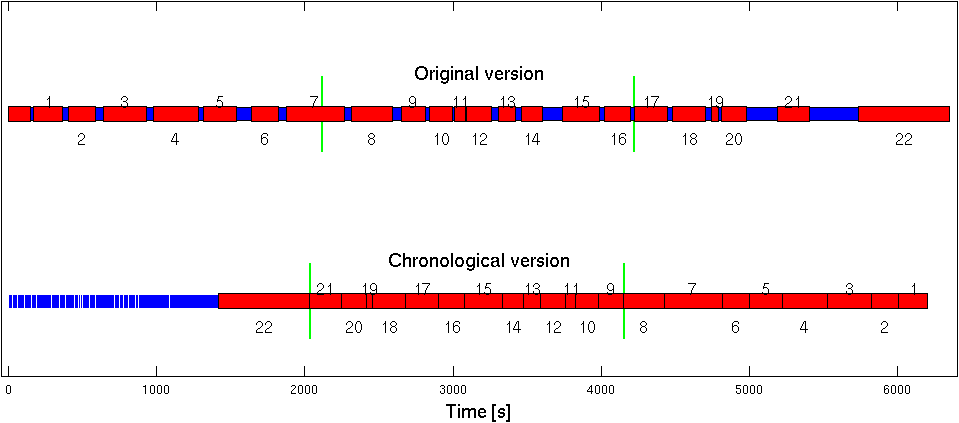 Original version
1 3 5 7 9 11 13 15 17 19 21
2 4 6 8 10 12 14 16 18 20 22
Chronological version
21 19 17 15 13 11 9 7 5 3 1
22 20 18 16 14 12 10 8 6 4 2
0 1000 2000 3000 4000 5000 6000
Time [s]